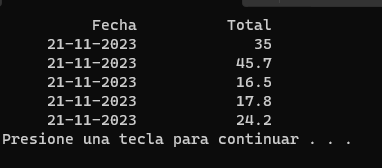 Fecha Total
21-11-2023 35
21-11-2023 45.7
21-11-2023 16.5
21-11-2023 17.8
21-11-2023 24.2
Presione una tecla para continuar . . .